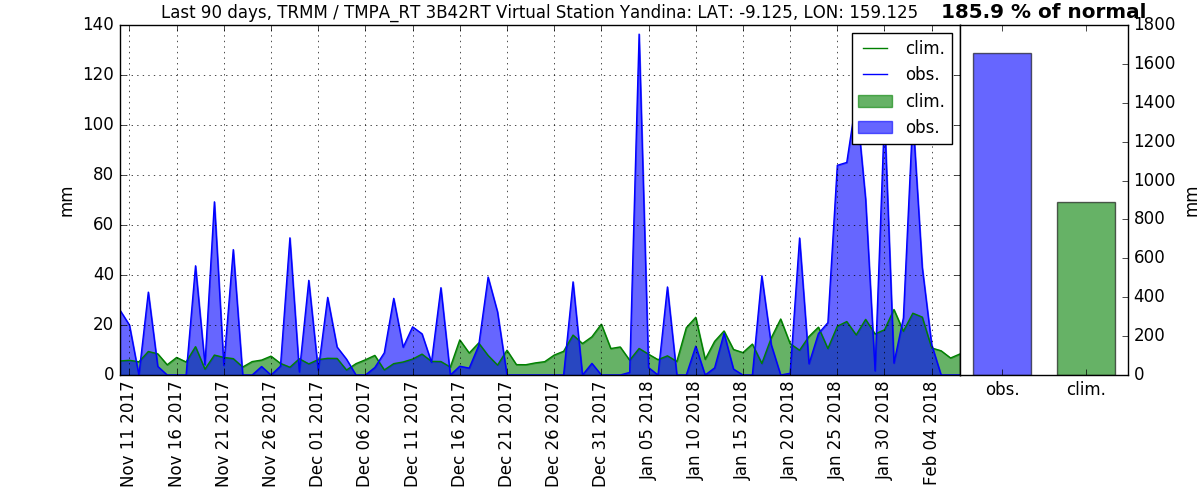 Last 90 days, TRMM / TMPA_RT 3B42RT Virtual Station Yandina: LAT: -9.125, LON: 159.125
185.9 % of normal
140
120
100
80
60
40
20
0
mm
clim.
obs.
clim.
obs.
Nov 11 2017
Nov 16 2017
Nov 21 2017
Nov 26 2017
Dec 01 2017
Dec 06 2017
Dec 11 2017
Dec 16 2017
Dec 21 2017
Dec 26 2017
Dec 31 2017
Jan 05 2018
Jan 10 2018
Jan 15 2018
Jan 20 2018
Jan 25 2018
Jan 30 2018
Feb 04 2018
obs.
clim.
1800
1600
1400
1200
1000
800
600
400
200
0
mm